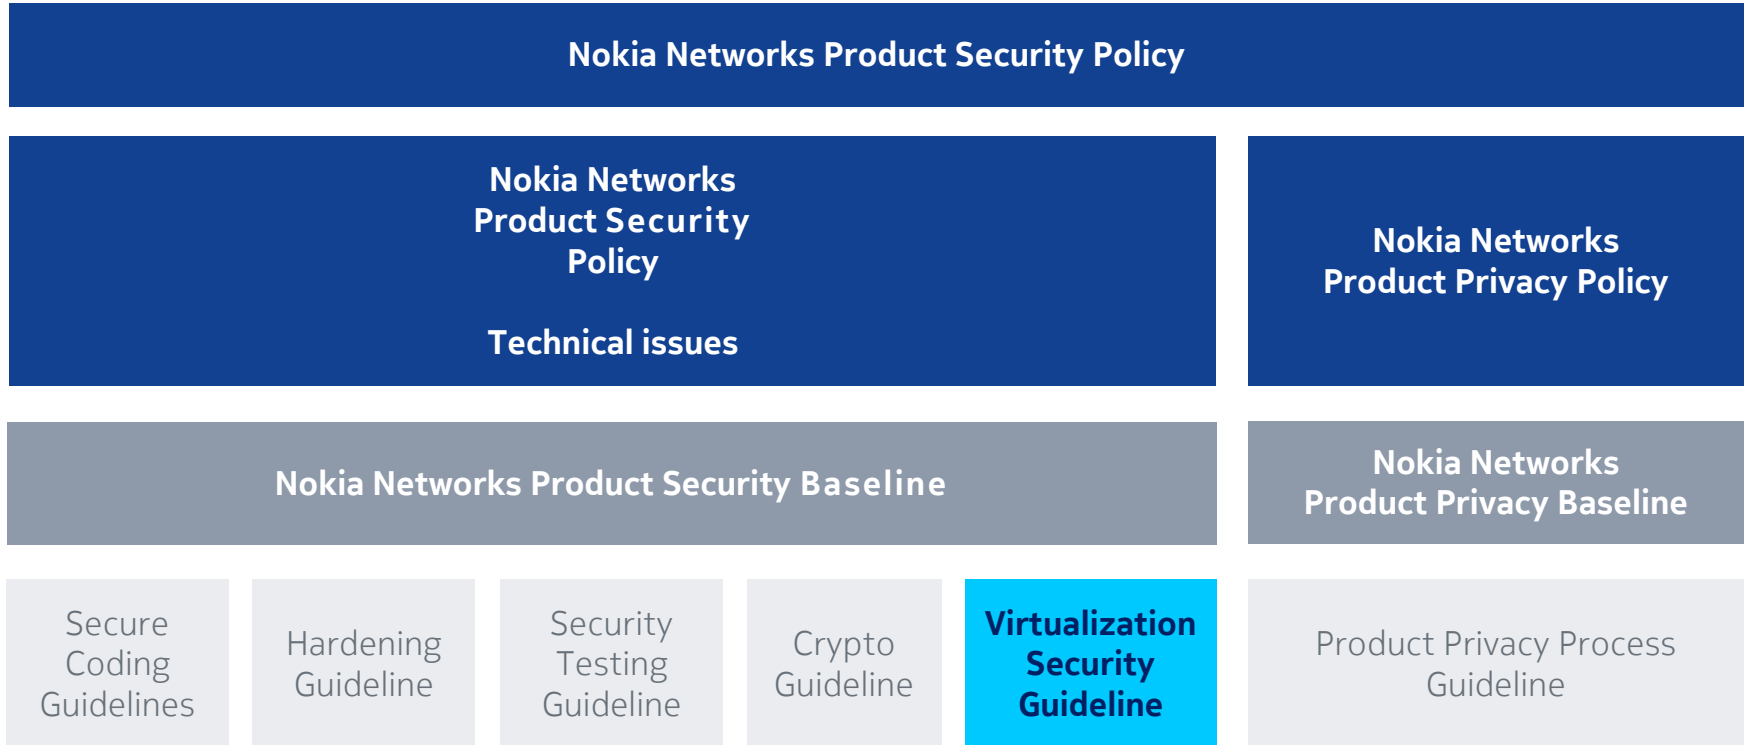 Nokia Networks Product Security Policy
Nokia Networks
Product Security
Policy
Technical issues
Nokia Networks
Product Privacy Policy
Nokia Networks Product Security Baseline
Nokia Networks
Product Privacy Baseline
Secure
Coding
Guidelines
Hardening
Guideline
Security
Testing
Guideline
Crypto
Guideline
Virtualization
Security
Guideline
Product Privacy Process
Guideline